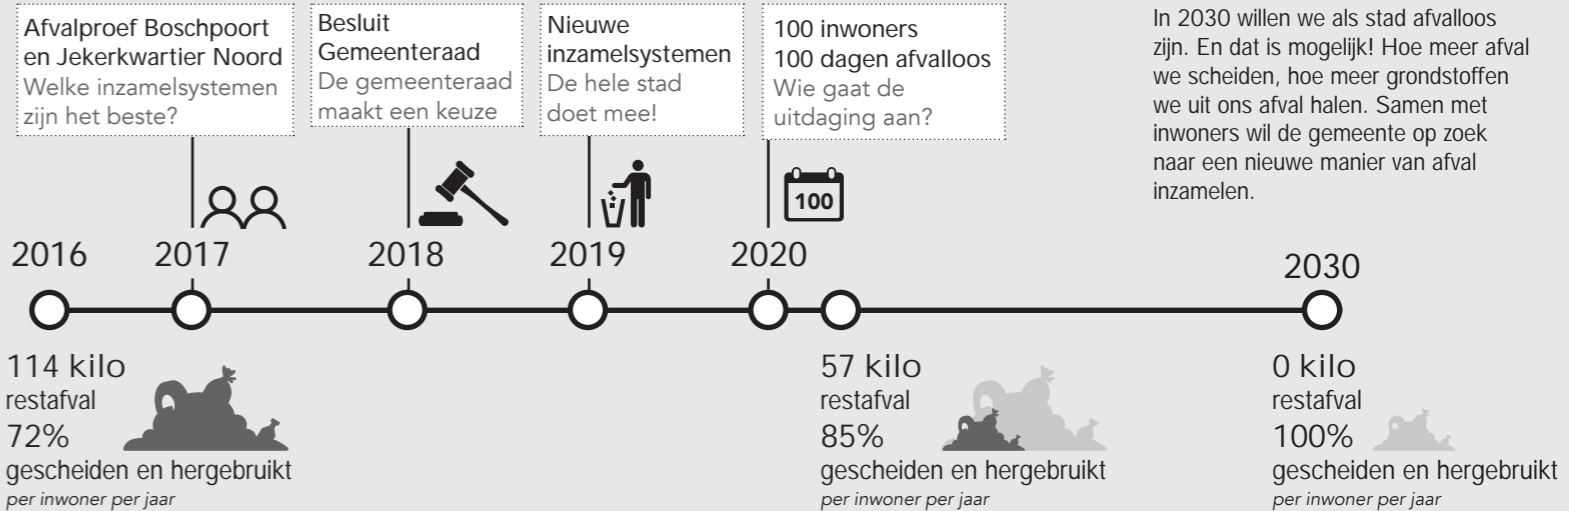 Afvalproef Boschpoort
en Jekerkwartier Noord
Welke inzamelsystemen
zijn het beste?
Besluit
Gemeenteraad
De gemeenteraad
maakt een keuze
Nieuwe
inzamelsystemen
De hele stad
doet mee!
100 inwoners
100 dagen afvalloos
Wie gaat de
uitdaging aan?
In 2030 willen we als stad afvalloos
zijn. En dat is mogelijk! Hoe meer afval
we scheiden, hoe meer grondstoffen
we uit ons afval halen. Samen met
inwoners wil de gemeente op zoek
naar een nieuwe manier van afval
inzamelen.
100
2016
2017
2018
2019
2020
2030
114 kilo
restafval
72%
gescheiden en hergebruikt
per inwoner per jaar
57 kilo
restafval
85%
gescheiden en hergebruikt
per inwoner per jaar
0 kilo
restafval
100%
gescheiden en hergebruikt
per inwoner per jaar